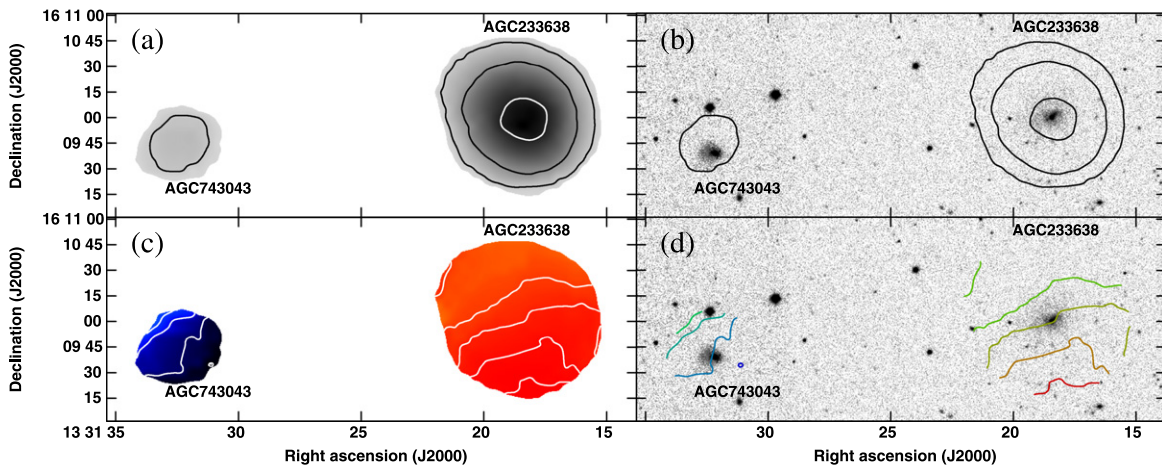 16 11 00
10 45
30
15
00
09 45
30
15
Declination (J2000)
(a)
AGC233638
AGC743043
(b)
AGC233638
AGC743043
16 11 00
10 45
30
15
00
09 45
30
15
Declination (J2000)
(c)
AGC233638
AGC743043
(d)
AGC233638
AGC743043
13 31 35 30 25 20 15 30 25 20 15
Right ascension (J2000) Right ascension (J2000)